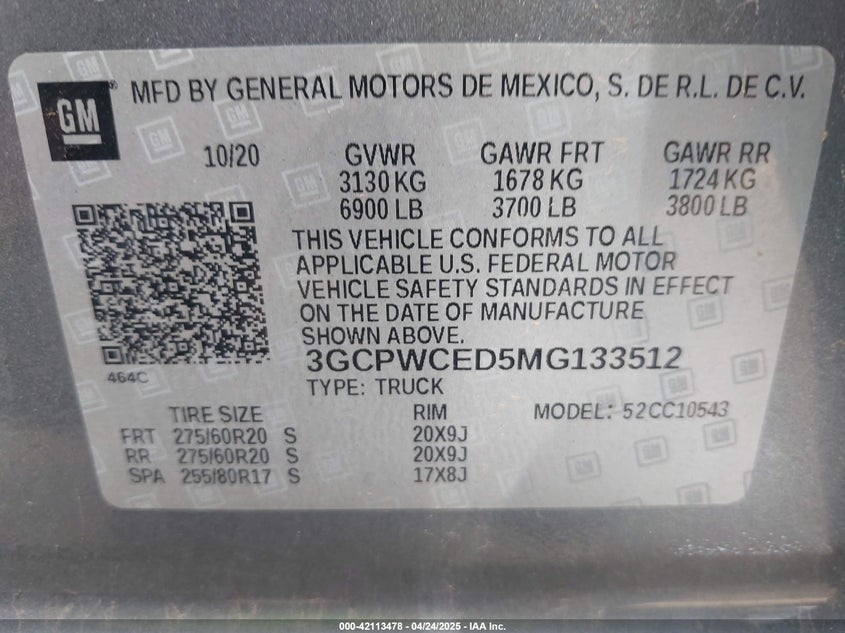 GM
MFD BY GENERAL MOTORS DE MEXICO, S. DE R.L. DE C.V.
10/20 GVWR GAWR FRT GAWR RR
3130 KG 1678 KG 1724 KG
6900 LB 3700 LB 3800 LB
THIS VEHICLE CONFORMS TO ALL
APPLICABLE U.S. FEDERAL MOTOR
VEHICLE SAFETY STANDARDS IN EFFECT
ON THE DATE OF MANUFACTURE
SHOWN ABOVE.
464C
3GCPWCED5MG133512
TYPE: TRUCK
TIRE SIZE RIM MODEL: 52CC10543
FRT 275/60R20 S 20X9J
RR 275/60R20 S 20X9J
SPA 255/80R17 S 17X8J
000-42113478 - 04/24/2025 - IAA Inc.